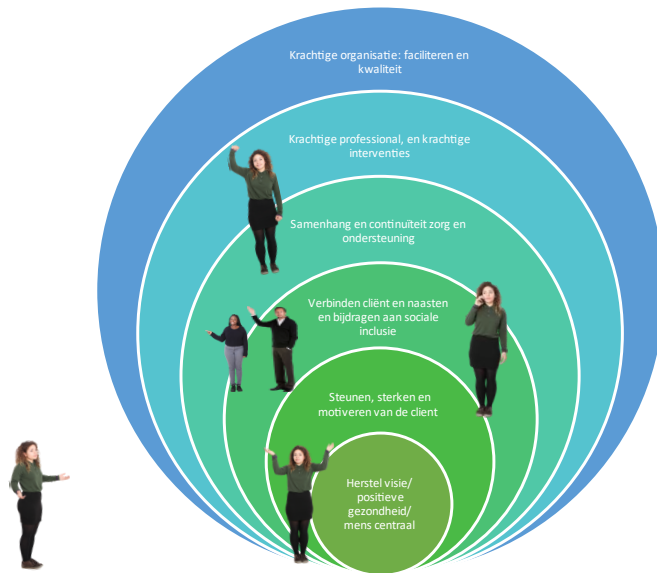 Krachtige organisatie: faciliteren en
kwaliteit
Krachtige professional, en krachtige
interventies
Samenhang en continuïteit zorg en
ondersteuning
Verbinden cliënt en naasten
en bijdragen aan sociale
inclusie
Steunen, sterken en
motiveren van de client
Herstel visie/
positieve
gezondheid/
mens centraal